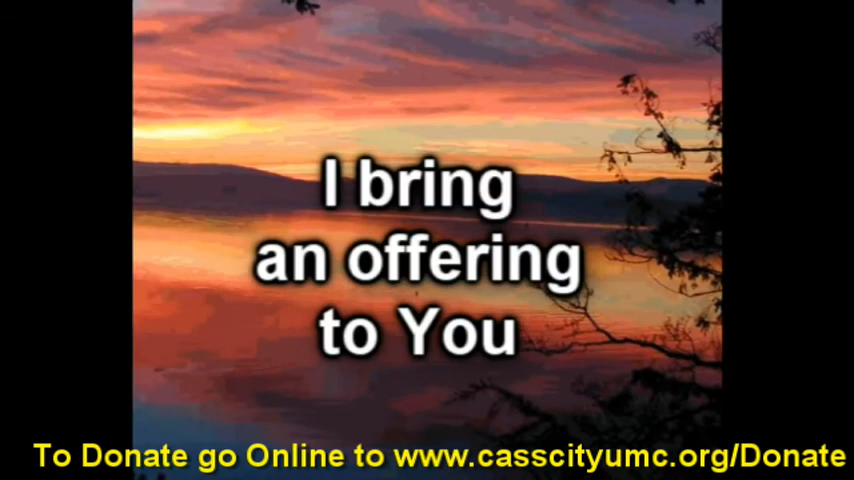 I bring
an offering
to You
To Donate go Online to www.casscityumc.org/Donate